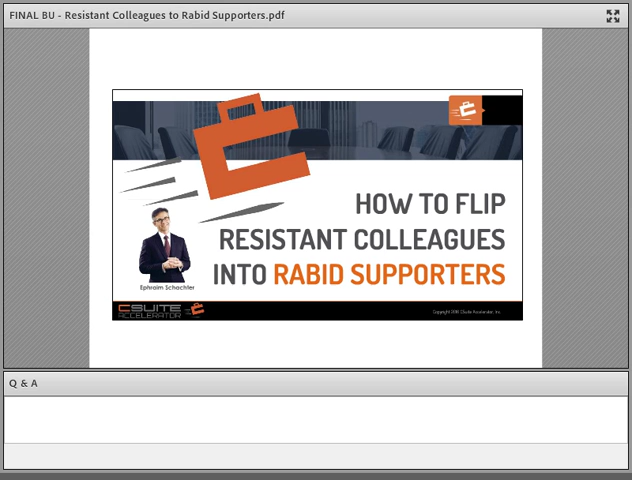 FINAL BU - Resistant Colleagues to Rabid Supporters.pdf
HOW TO FLIP
RESISTANT COLLEAGUES
INTO RABID SUPPORTERS
Ephraim Schachter
CSUITE
ACCELERATOR
Q & A